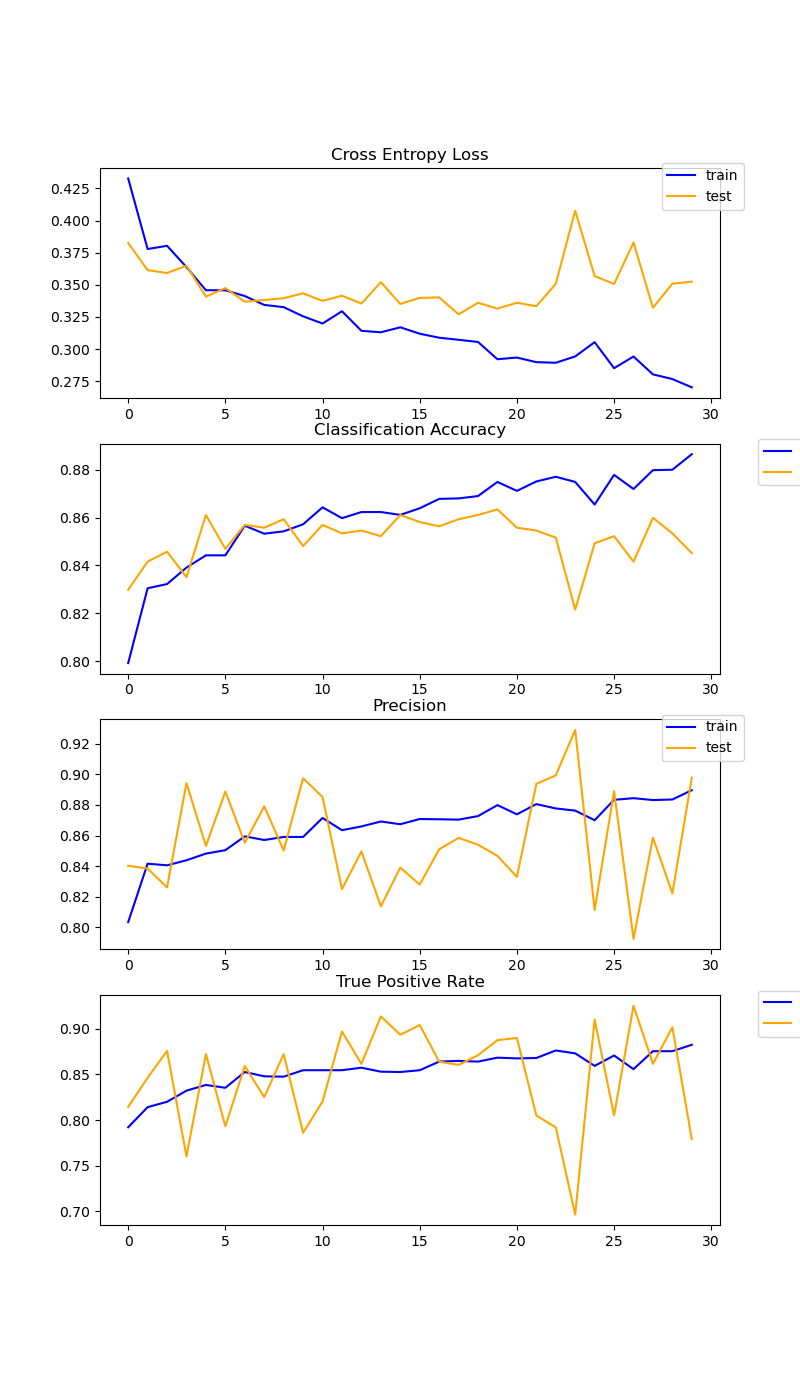 Cross Entropy Loss
train
test
0.425
0.400
0.375
0.350
0.325
0.300
0.275
0 5 10 15 20 25 30
Classification Accuracy
0.88
0.86
0.84
0.82
0.80
0 5 10 15 20 25 30
Precision
train
test
0.92
0.90
0.88
0.86
0.84
0.82
0.80
0 5 10 15 20 25 30
True Positive Rate
0.90
0.85
0.80
0.75
0.70
0 5 10 15 20 25 30